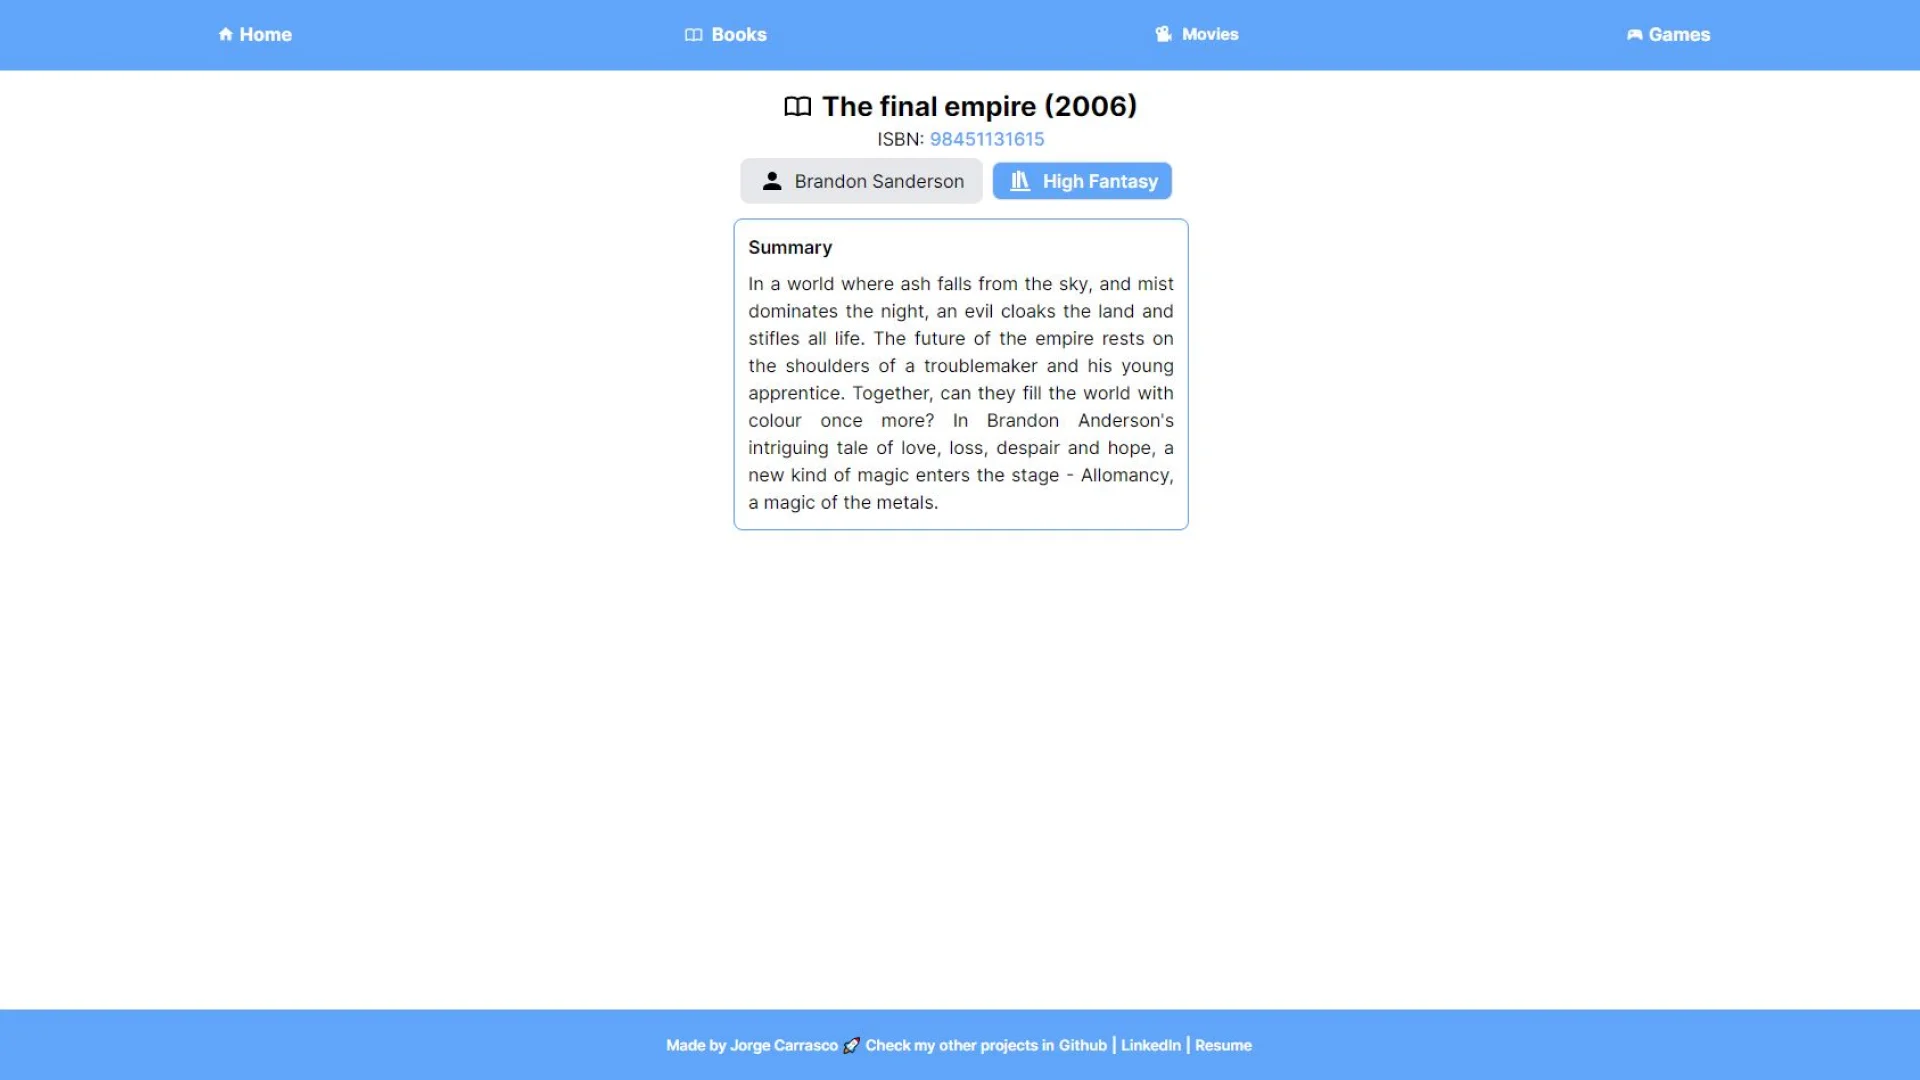 Home Books Movies Games
The final empire (2006)
ISBN: 98451131615
Brandon Sanderson High Fantasy
Summary
In a world where ash falls from the sky, and mist
dominates the night, an evil cloaks the land and
stifles all life. The future of the empire rests on
the shoulders of a troublemaker and his young
apprentice. Together, can they fill the world with
colour once more? In Brandon Anderson's
intriguing tale of love, loss, despair and hope, a
new kind of magic enters the stage - Allomancy,
a magic of the metals.
Made by Jorge Carrasco 🚀 Check my other projects in Github | LinkedIn | Resume